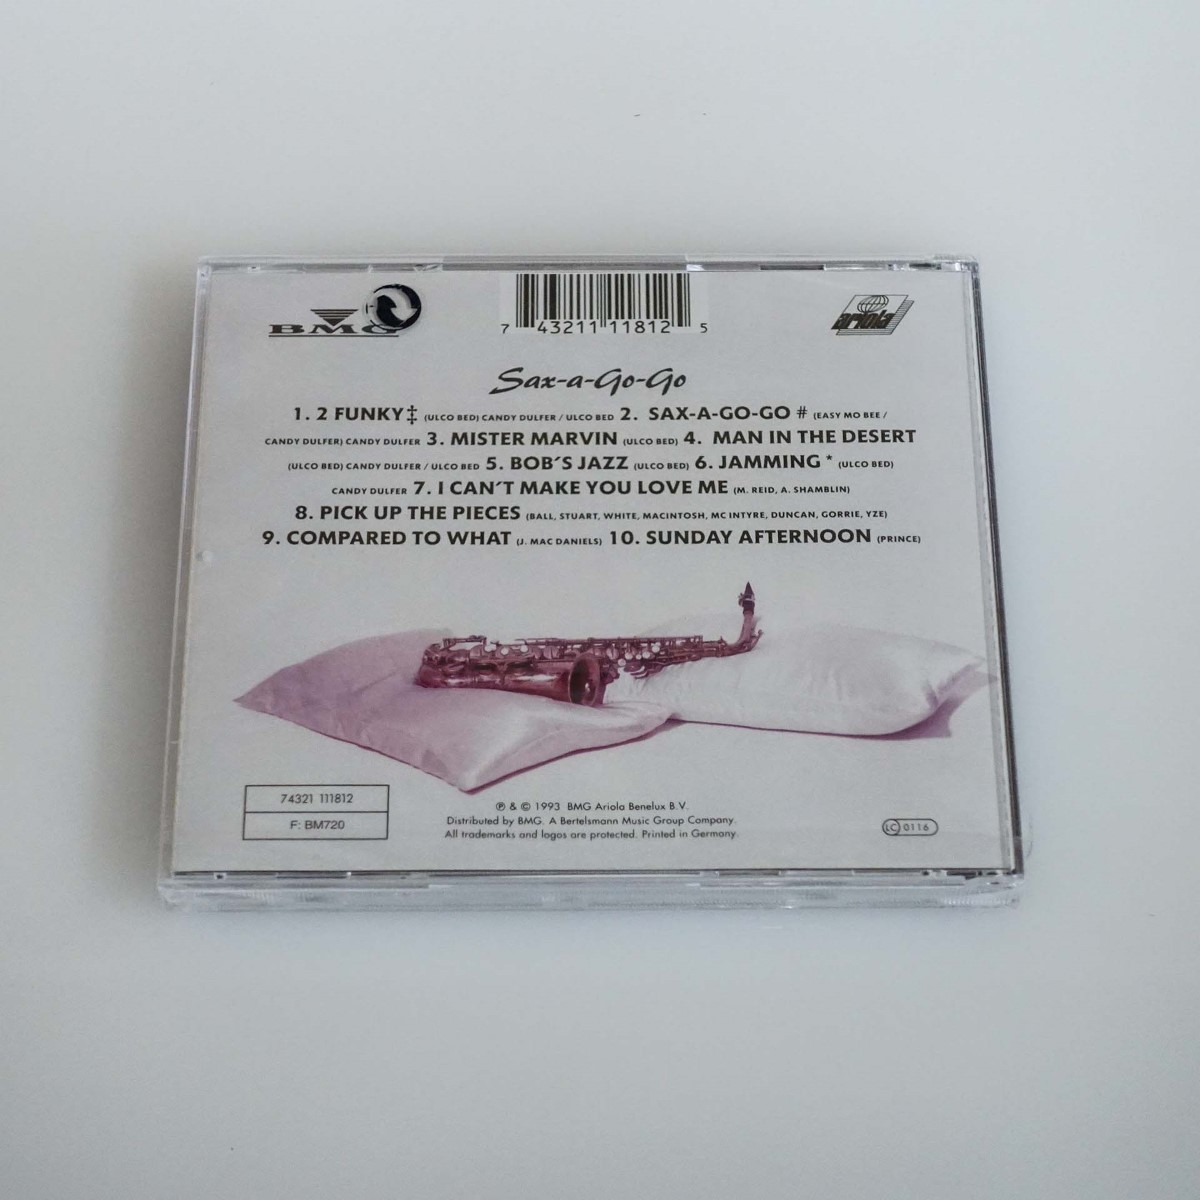 BMG
ariola
7 43211 11812 5
Sax-a-Go-Go
1. 2 FUNKY‡ (ULCO BED) CANDY DULFER / ULCO BED 2. SAX-A-GO-GO # (EASY MO BEE /
CANDY DULFER) CANDY DULFER 3. MISTER MARVIN (ULCO BED) 4. MAN IN THE DESERT
(ULCO BED) CANDY DULFER / ULCO BED 5. BOB´S JAZZ (ULCO BED) 6. JAMMING * (ULCO BED)
CANDY DULFER 7. I CAN´T MAKE YOU LOVE ME (M. REID, A. SHAMBLIN)
8. PICK UP THE PIECES (BALL, STUART, WHITE, MACINTOSH, MC INTYRE, DUNCAN, GORRIE, YZE)
9. COMPARED TO WHAT (J. MAC DANIELS) 10. SUNDAY AFTERNOON (PRINCE)
74321 111812
F: BM720
℗ & © 1993 BMG Ariola Benelux B.V.
Distributed by BMG. A Bertelsmann Music Group Company.
All trademarks and logos are protected. Printed in Germany.
LC 0116